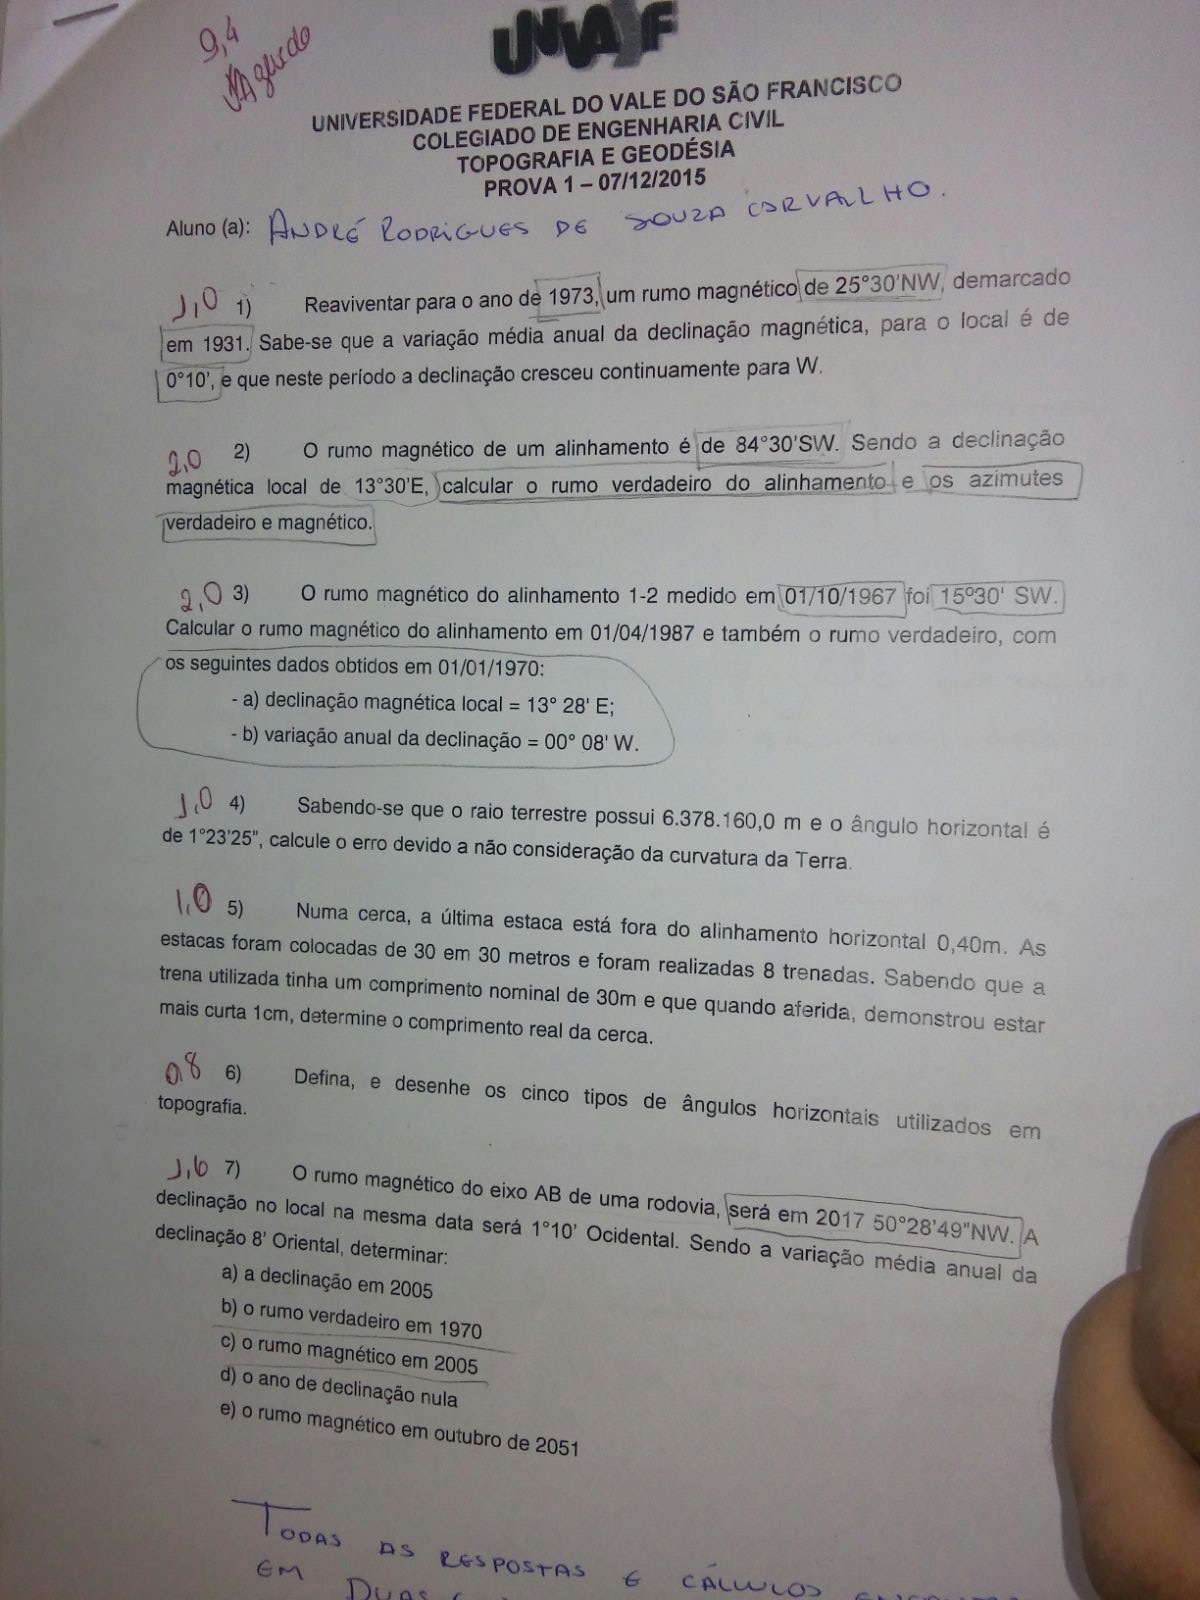 9,4
UNIVASF
UNIVERSIDADE FEDERAL DO VALE DO SÃO FRANCISCO
COLEGIADO DE ENGENHARIA CIVIL
TOPOGRAFIA E GEODÉSIA
PROVA 1 – 07/12/2015
Aluno (a): ANDRÉ RODRIGUES DE SOUZA CARVALHO.
1,0 1) Reaviventar para o ano de 1973, um rumo magnético de 25°30'NW, demarcado
em 1931. Sabe-se que a variação média anual da declinação magnética, para o local é de
0°10', e que neste período a declinação cresceu continuamente para W.
2,0 2) O rumo magnético de um alinhamento é de 84°30'SW. Sendo a declinação
magnética local de 13°30'E, calcular o rumo verdadeiro do alinhamento e os azimutes
verdadeiro e magnético.
2,0 3) O rumo magnético do alinhamento 1-2 medido em 01/10/1967 foi 15º30' SW.
Calcular o rumo magnético do alinhamento em 01/04/1987 e também o rumo verdadeiro, com
os seguintes dados obtidos em 01/01/1970:
- a) declinação magnética local = 13° 28' E;
- b) variação anual da declinação = 00° 08' W.
1,0 4) Sabendo-se que o raio terrestre possui 6.378.160,0 m e o ângulo horizontal é
de 1°23'25", calcule o erro devido a não consideração da curvatura da Terra.
1,0 5) Numa cerca, a última estaca está fora do alinhamento horizontal 0,40m. As
estacas foram colocadas de 30 em 30 metros e foram realizadas 8 trenadas. Sabendo que a
trena utilizada tinha um comprimento nominal de 30m e que quando aferida, demonstrou estar
mais curta 1cm, determine o comprimento real da cerca.
0,8 6) Defina, e desenhe os cinco tipos de ângulos horizontais utilizados em
topografia.
1,6 7) O rumo magnético do eixo AB de uma rodovia, será em 2017 50°28'49"NW. A
declinação no local na mesma data será 1°10' Ocidental. Sendo a variação média anual da
declinação 8' Oriental, determinar:
a) a declinação em 2005
b) o rumo verdadeiro em 1970
c) o rumo magnético em 2005
d) o ano de declinação nula
e) o rumo magnético em outubro de 2051
TODAS AS RESPOSTAS E CÁLCULOS
EM DUAS